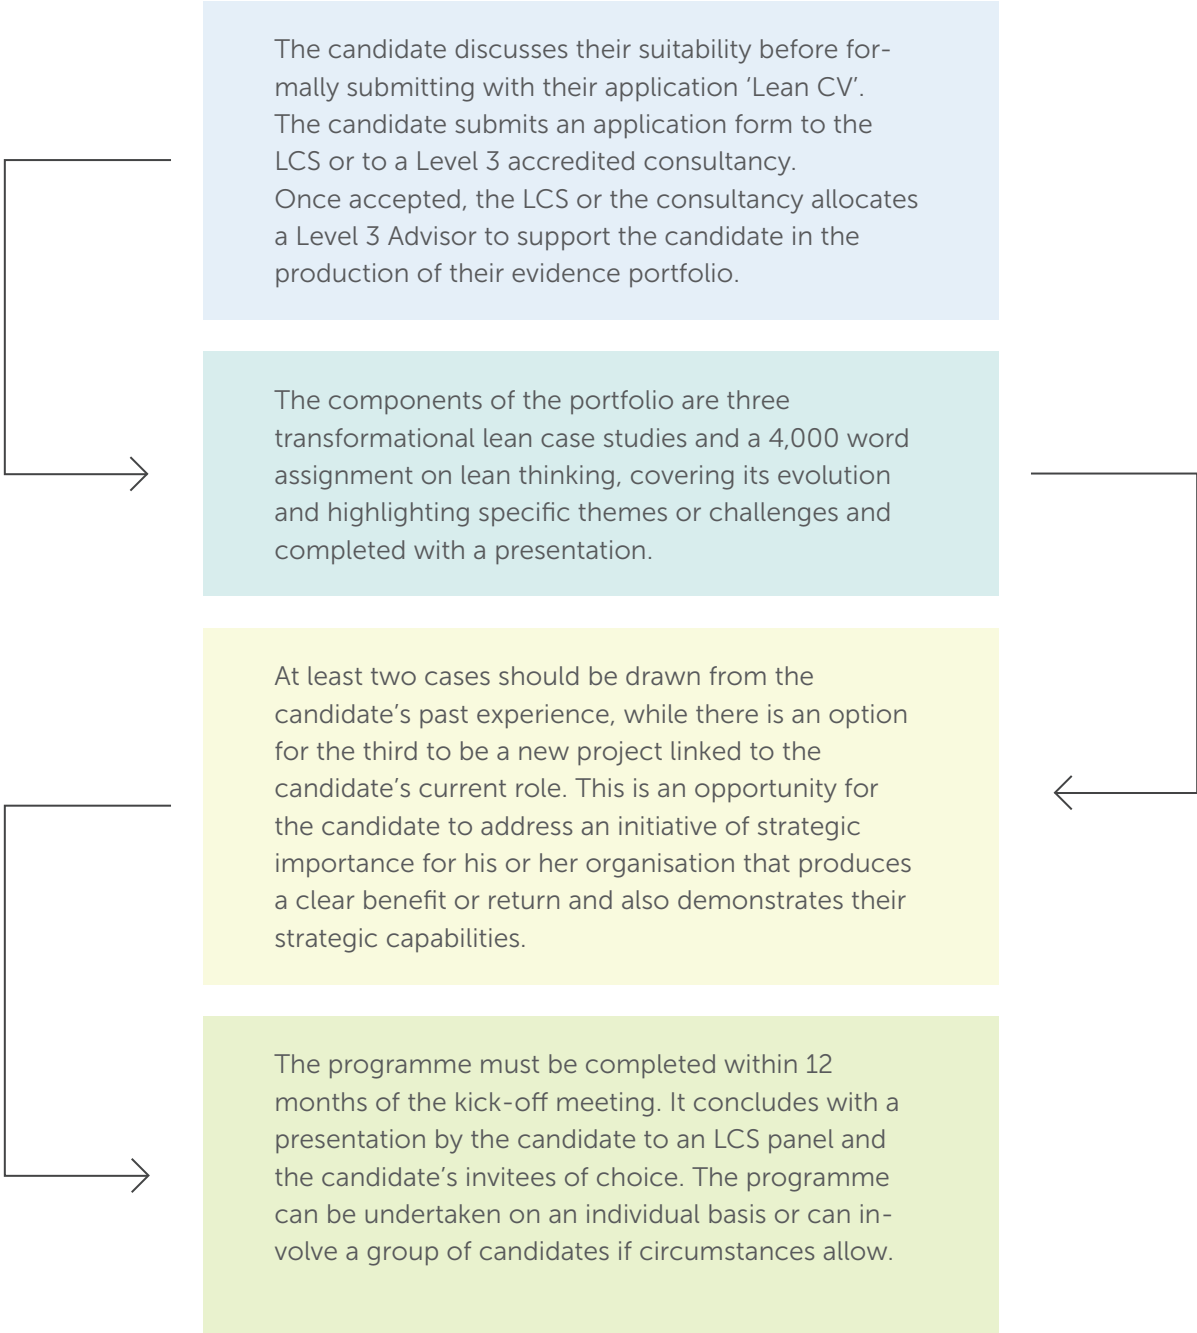 The candidate discusses their suitability before for-
mally submitting with their application ‘Lean CV’.
The candidate submits an application form to the
LCS or to a Level 3 accredited consultancy.
Once accepted, the LCS or the consultancy allocates
a Level 3 Advisor to support the candidate in the
production of their evidence portfolio.
The components of the portfolio are three
transformational lean case studies and a 4,000 word
assignment on lean thinking, covering its evolution
and highlighting specific themes or challenges and
completed with a presentation.
At least two cases should be drawn from the
candidate’s past experience, while there is an option
for the third to be a new project linked to the
candidate’s current role. This is an opportunity for
the candidate to address an initiative of strategic
importance for his or her organisation that produces
a clear benefit or return and also demonstrates their
strategic capabilities.
The programme must be completed within 12
months of the kick-off meeting. It concludes with a
presentation by the candidate to an LCS panel and
the candidate’s invitees of choice. The programme
can be undertaken on an individual basis or can in-
volve a group of candidates if circumstances allow.